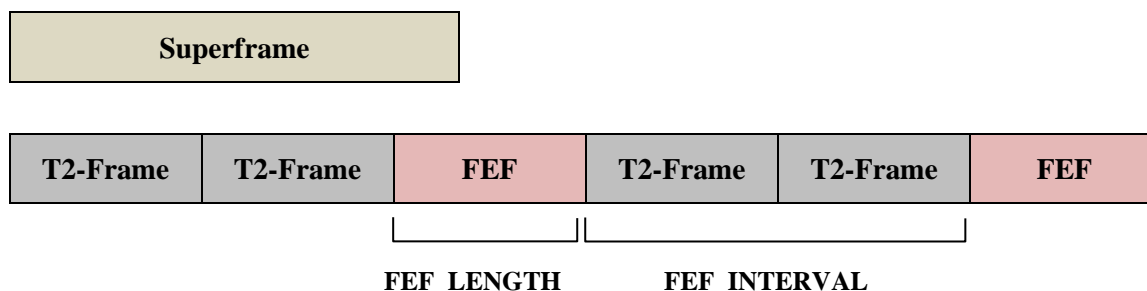 Superframe
T2-Frame T2-Frame FEF T2-Frame T2-Frame FEF
FEF LENGTH FEF INTERVAL